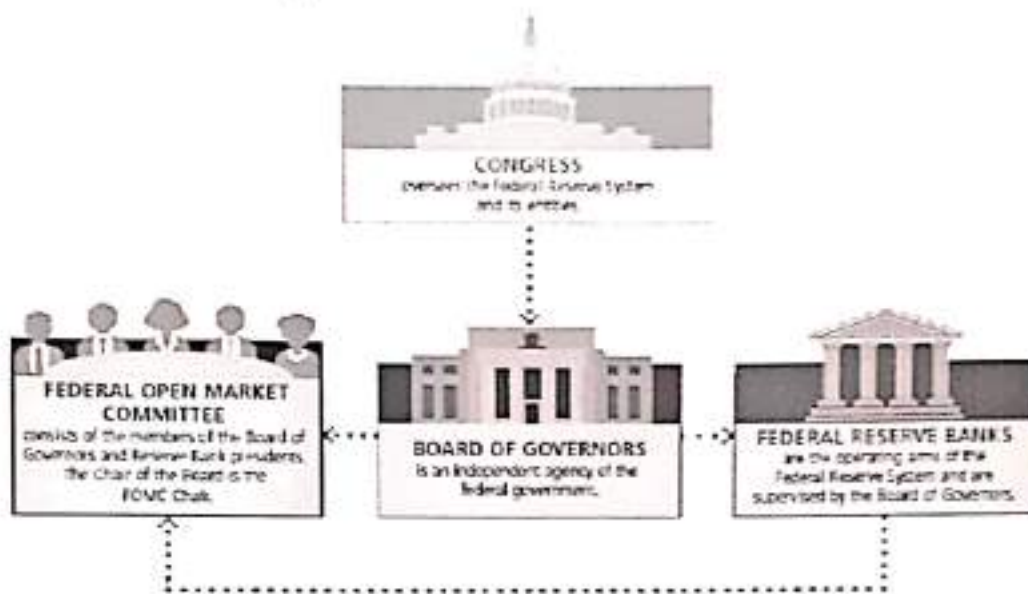 CONGRESS
oversees the Federal Reserve System
and its entities.
FEDERAL OPEN MARKET
COMMITTEE
consists of the members of the Board of
Governors and Reserve Bank presidents.
The Chair of the Board is the
FOMC Chair.
BOARD OF GOVERNORS
is an independent agency of the
federal government.
FEDERAL RESERVE BANKS
are the operating arms of the
Federal Reserve System and are
supervised by the Board of Governors.